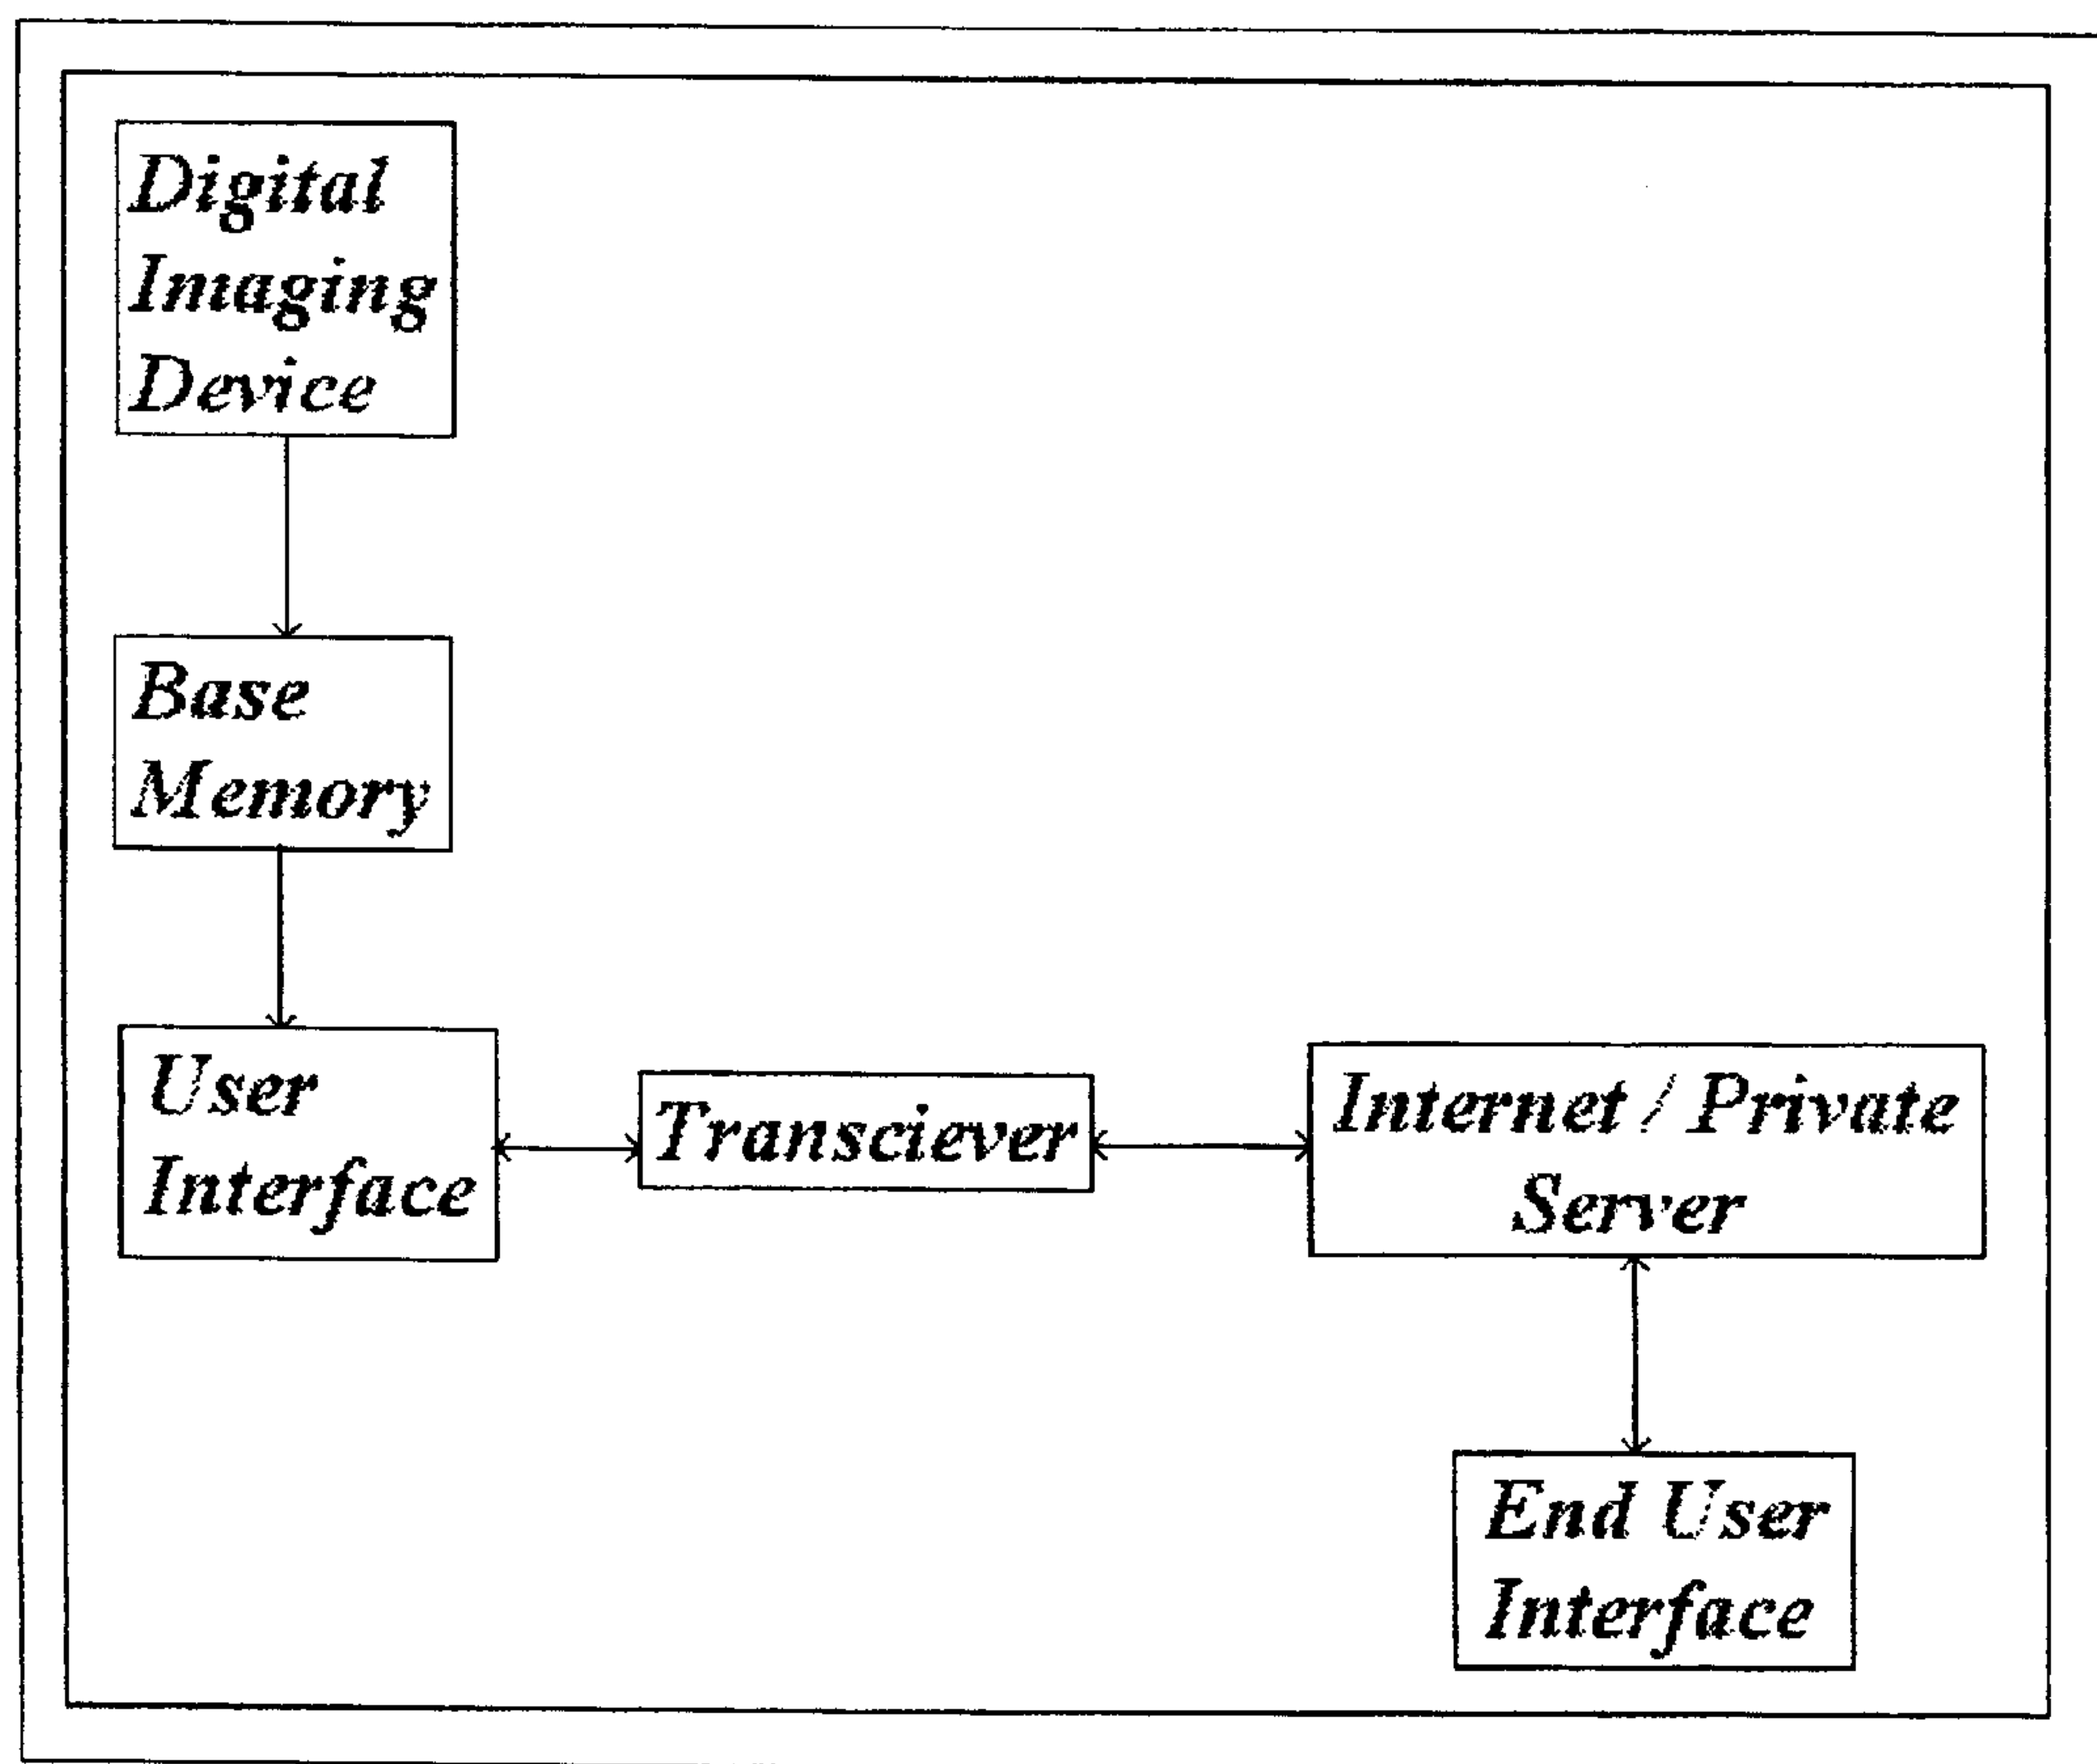 Digital
Imaging
Device
Base
Memory
User
Interface
Transciever
Internet / Private
Server
End User
Interface